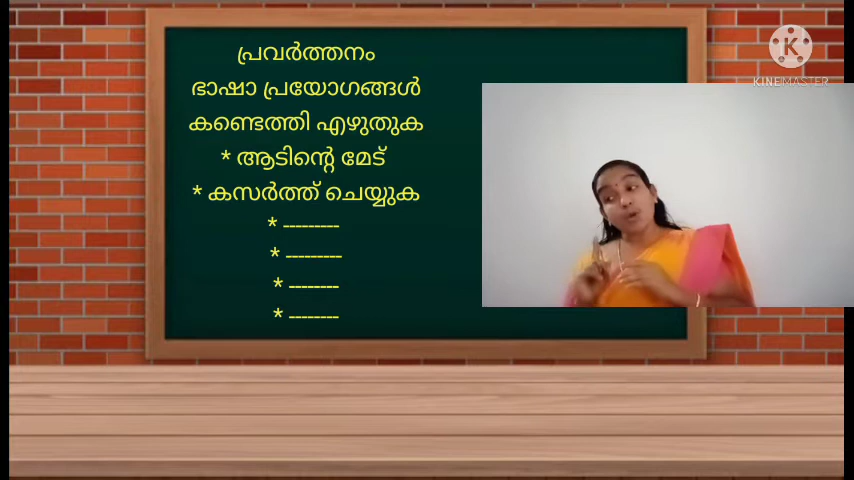 പ്രവർത്തനം
ഭാഷാ പ്രയോഗങ്ങൾ
കണ്ടെത്തി എഴുതുക
* ആടിന്റെ മേട്
* കസർത്ത് ചെയ്യുക
* ---------
* ---------
* --------
* --------
K
KINEMASTER